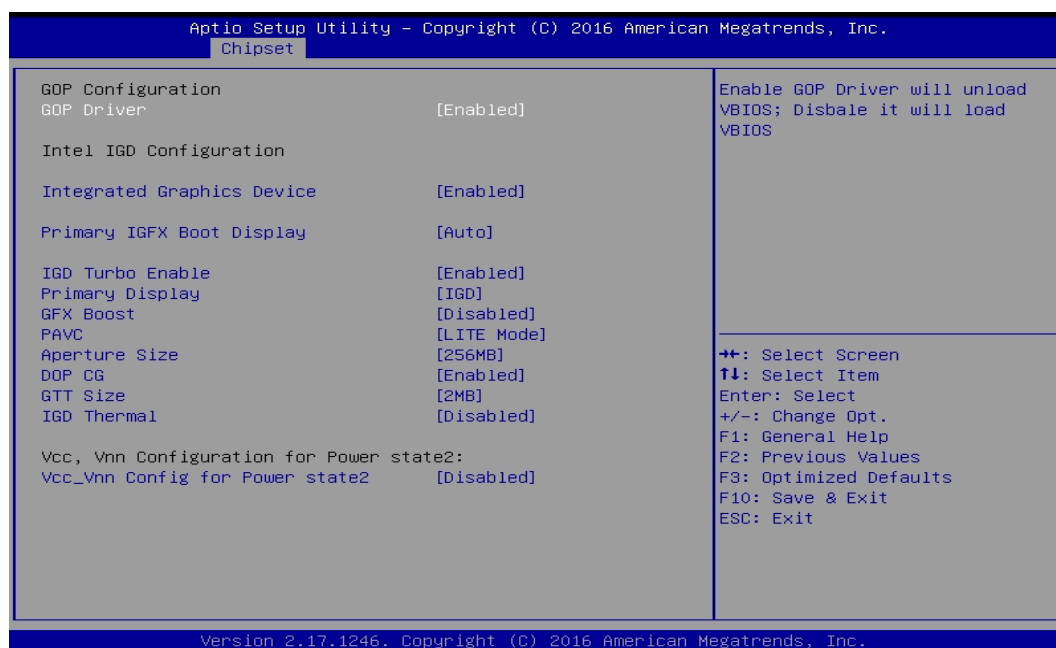 Aptio Setup Utility – Copyright (C) 2016 American Megatrends, Inc.
Chipset
GOP Configuration
GOP Driver [Enabled]
Intel IGD Configuration
Integrated Graphics Device [Enabled]
Primary IGFX Boot Display [Auto]
IGD Turbo Enable [Enabled]
Primary Display [IGD]
GFX Boost [Disabled]
PAVC [LITE Mode]
Aperture Size [256MB]
DOP CG [Enabled]
GTT Size [2MB]
IGD Thermal [Disabled]
Vcc, Vnn Configuration for Power state2:
Vcc_Vnn Config for Power state2 [Disabled]
Enable GOP Driver will unload
VBIOS; Disbale it will load
VBIOS
→←: Select Screen
↑↓: Select Item
Enter: Select
+/-: Change Opt.
F1: General Help
F2: Previous Values
F3: Optimized Defaults
F10: Save & Exit
ESC: Exit
Version 2.17.1246. Copyright (C) 2016 American Megatrends, Inc.